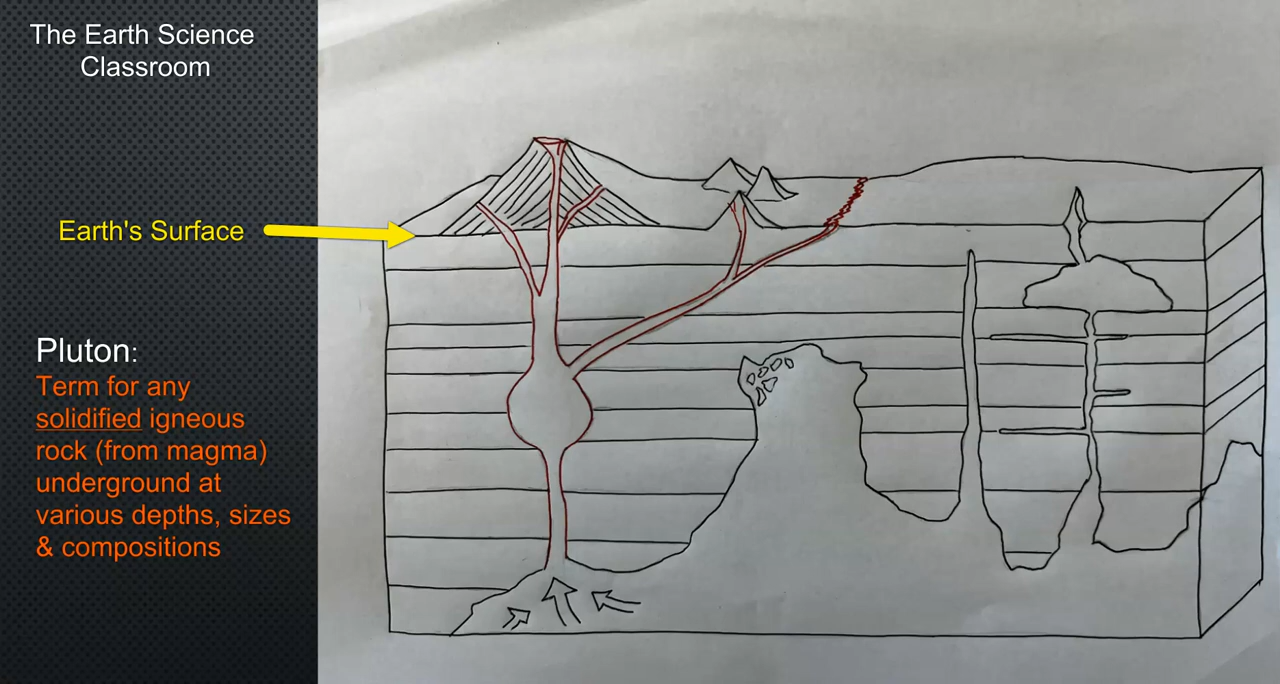 The Earth Science
Classroom
Earth's Surface
Pluton:
Term for any
solidified igneous
rock (from magma)
underground at
various depths, sizes
& compositions